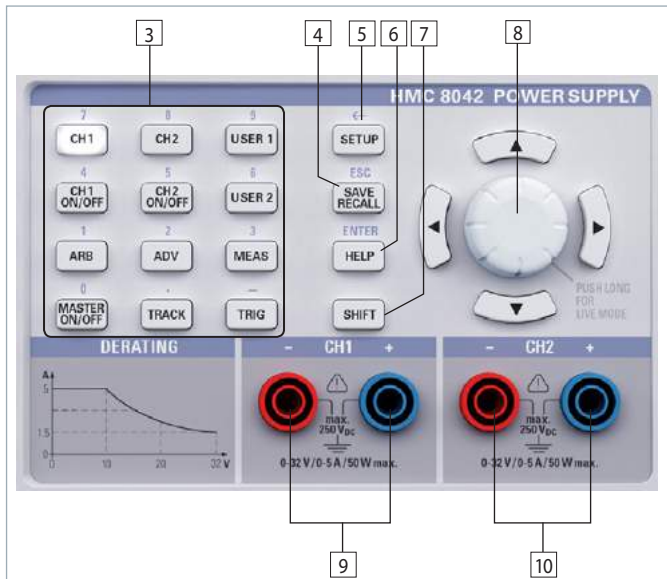 3
4
5
6
7
8
HMC 8042 POWER SUPPLY
7 8 9 <
CH1 CH2 USER 1 SETUP
4 5 6 ESC
CH1 ON/OFF CH2 ON/OFF USER 2 SAVE RECALL
1 2 3 ENTER
ARB ADV MEAS HELP
0 . –
MASTER ON/OFF TRACK TRIG SHIFT
PUSH LONG
FOR
LIVE MODE
DERATING
A
5
1.5
0
0 10 20 32 V
– CH1 +
max.
250 VDC
0-32 V/0-5 A/50 W max.
– CH2 +
max.
250 VDC
0-32 V/0-5 A/50 W max.
9
10